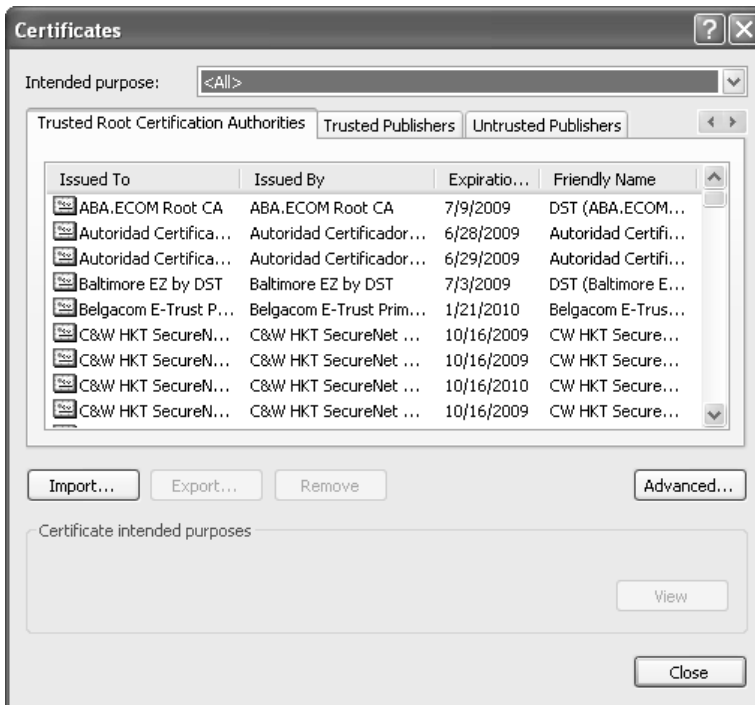 Certificates
Intended purpose: <All>
Trusted Root Certification Authorities Trusted Publishers Untrusted Publishers
Issued To Issued By Expiratio... Friendly Name
ABA.ECOM Root CA ABA.ECOM Root CA 7/9/2009 DST (ABA.ECOM...
Autoridad Certifica... Autoridad Certificador... 6/28/2009 Autoridad Certifi...
Autoridad Certifica... Autoridad Certificador... 6/29/2009 Autoridad Certifi...
Baltimore EZ by DST Baltimore EZ by DST 7/3/2009 DST (Baltimore E...
Belgacom E-Trust P... Belgacom E-Trust Prim... 1/21/2010 Belgacom E-Trus...
C&W HKT SecureN... C&W HKT SecureNet ... 10/16/2009 CW HKT Secure...
C&W HKT SecureN... C&W HKT SecureNet ... 10/16/2009 CW HKT Secure...
C&W HKT SecureN... C&W HKT SecureNet ... 10/16/2010 CW HKT Secure...
C&W HKT SecureN... C&W HKT SecureNet ... 10/16/2009 CW HKT Secure...
Import... Export... Remove Advanced...
Certificate intended purposes
View
Close